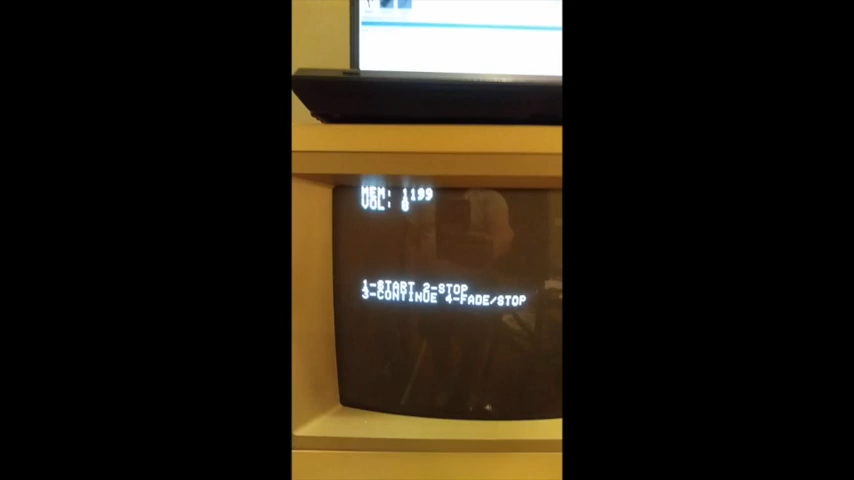 MEM: 1199
VOL: 8
1-START 2-STOP
3-CONTINUE 4-FADE/STOP